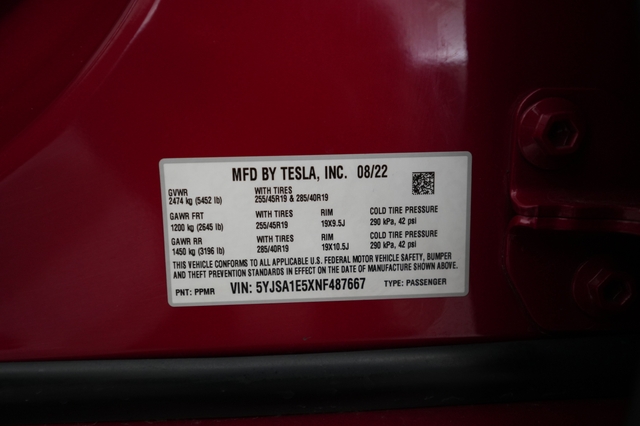 MFD BY TESLA, INC. 08/22
GVWR WITH TIRES
2474 kg (5452 lb) 255/45R19 & 285/40R19
GAWR FRT WITH TIRES RIM COLD TIRE PRESSURE
1200 kg (2645 lb) 255/45R19 19X9.5J 290 kPa, 42 psi
GAWR RR WITH TIRES RIM COLD TIRE PRESSURE
1450 kg (3196 lb) 285/40R19 19X10.5J 290 kPa, 42 psi
THIS VEHICLE CONFORMS TO ALL APPLICABLE U.S. FEDERAL MOTOR VEHICLE SAFETY, BUMPER
AND THEFT PREVENTION STANDARDS IN EFFECT ON THE DATE OF MANUFACTURE SHOWN ABOVE.
PNT: PPMR VIN: 5YJSA1E5XNF487667 TYPE: PASSENGER